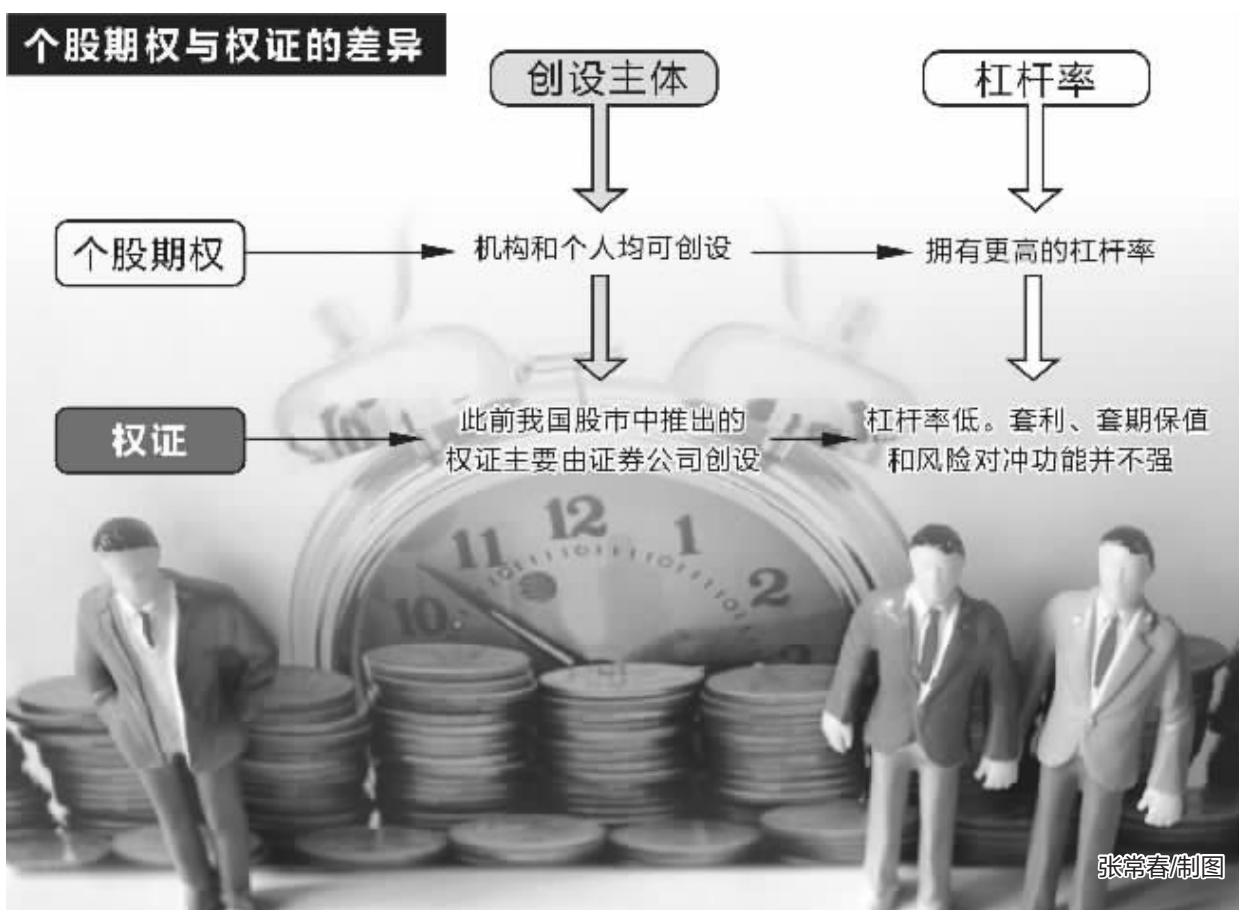 个股期权与权证的差异
创设主体
杠杆率
个股期权
机构和个人均可创设
拥有更高的杠杆率
权证
此前我国股市中推出的
权证主要由证券公司创设
杠杆率低。套利、套期保值
和风险对冲功能并不强
12
11
1
10
2
3
张常春/制图